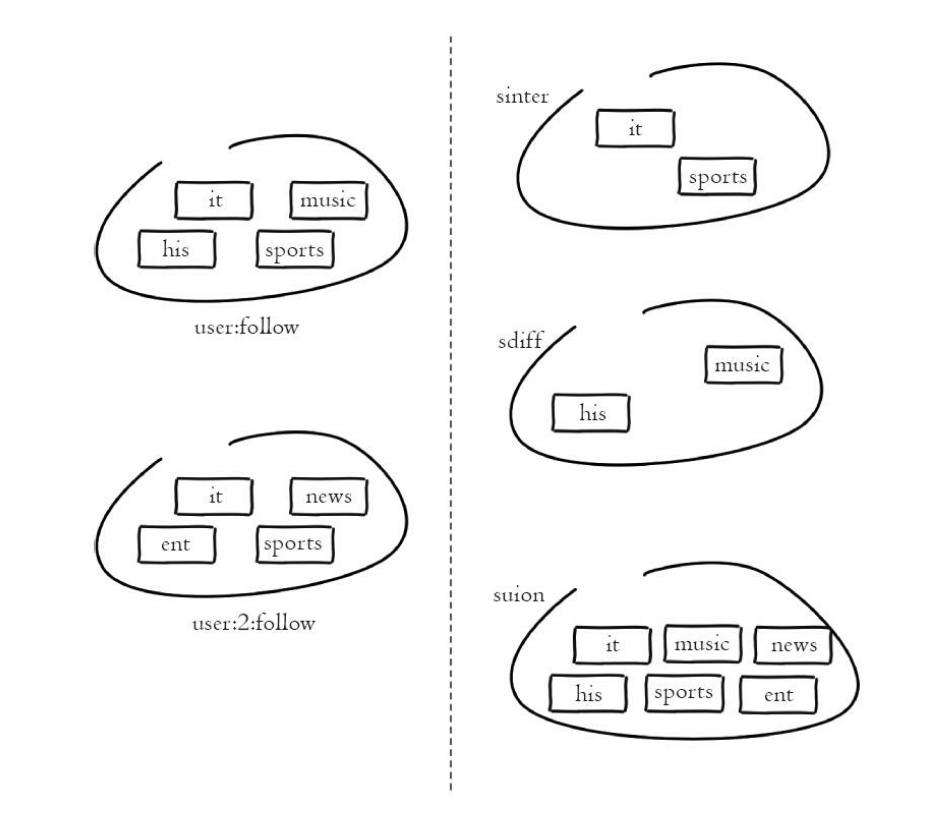 it
music
his
sports
user:follow
it
news
ent
sports
user:2:follow
sinter
it
sports
sdiff
music
his
suion
it
music
news
his
sports
ent